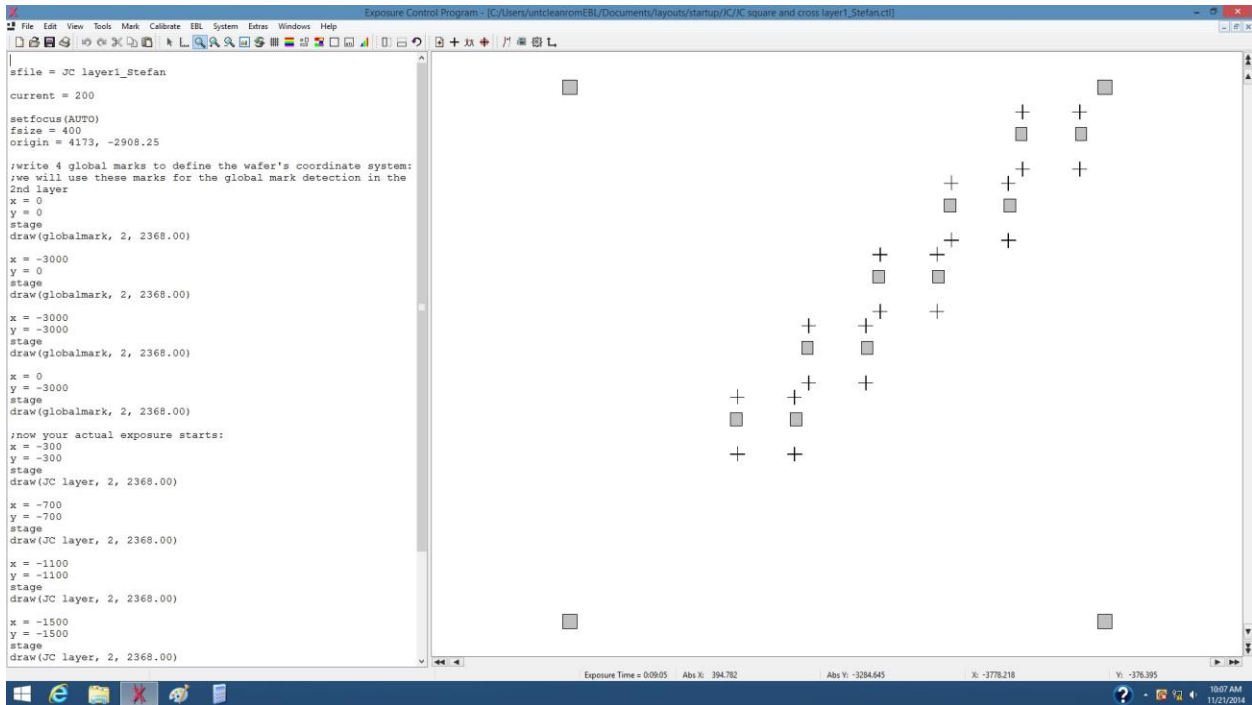 Exposure Control Program - [C:/Users/untcleanromEBL/Documents/layouts/startup/JC/JC square and cross layer1_Stefan.ctl]
File Edit View Tools Mark Calibrate EBL System Extras Windows Help
sfile = JC layer1_Stefan
current = 200
setfocus(AUTO)
fsize = 400
origin = 4173, -2908.25
;write 4 global marks to define the wafer's coordinate system:
;we will use these marks for the global mark detection in the
2nd layer
x = 0
y = 0
stage
draw(globalmark, 2, 2368.00)
x = -3000
y = 0
stage
draw(globalmark, 2, 2368.00)
x = -3000
y = -3000
stage
draw(globalmark, 2, 2368.00)
x = 0
y = -3000
stage
draw(globalmark, 2, 2368.00)
;now your actual exposure starts:
x = -300
y = -300
stage
draw(JC layer, 2, 2368.00)
x = -700
y = -700
stage
draw(JC layer, 2, 2368.00)
x = -1100
y = -1100
stage
draw(JC layer, 2, 2368.00)
x = -1500
y = -1500
stage
draw(JC layer, 2, 2368.00)
Exposure Time = 0:09:05 Abs X: 394.782 Abs Y: -3284.645 X: -3778.218 Y: -376.395
10:07 AM
11/21/2014